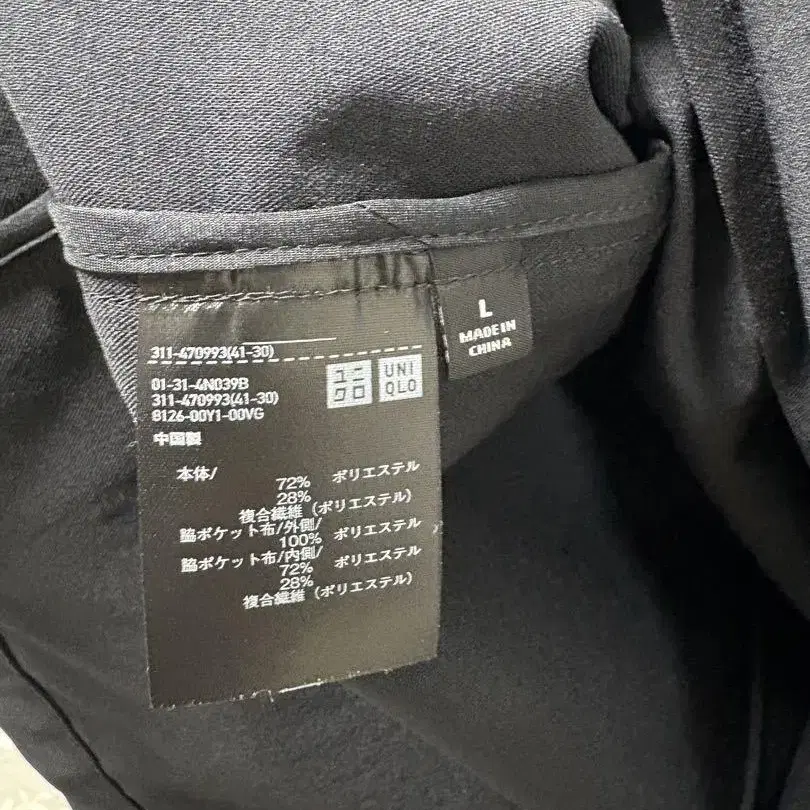 L
MADE IN
CHINA
311-470993(41-30)
01-31-4N039B
311-470993(41-30)
8126-00Y1-00VG
中国製
ユニ
クロ
UNI
QLO
本体/
72% ポリエステル
28%
複合繊維(ポリエステル)
脇ポケット布/外側/
100% ポリエステル
脇ポケット布/内側/
72% ポリエステル
28%
複合繊維(ポリエステル)